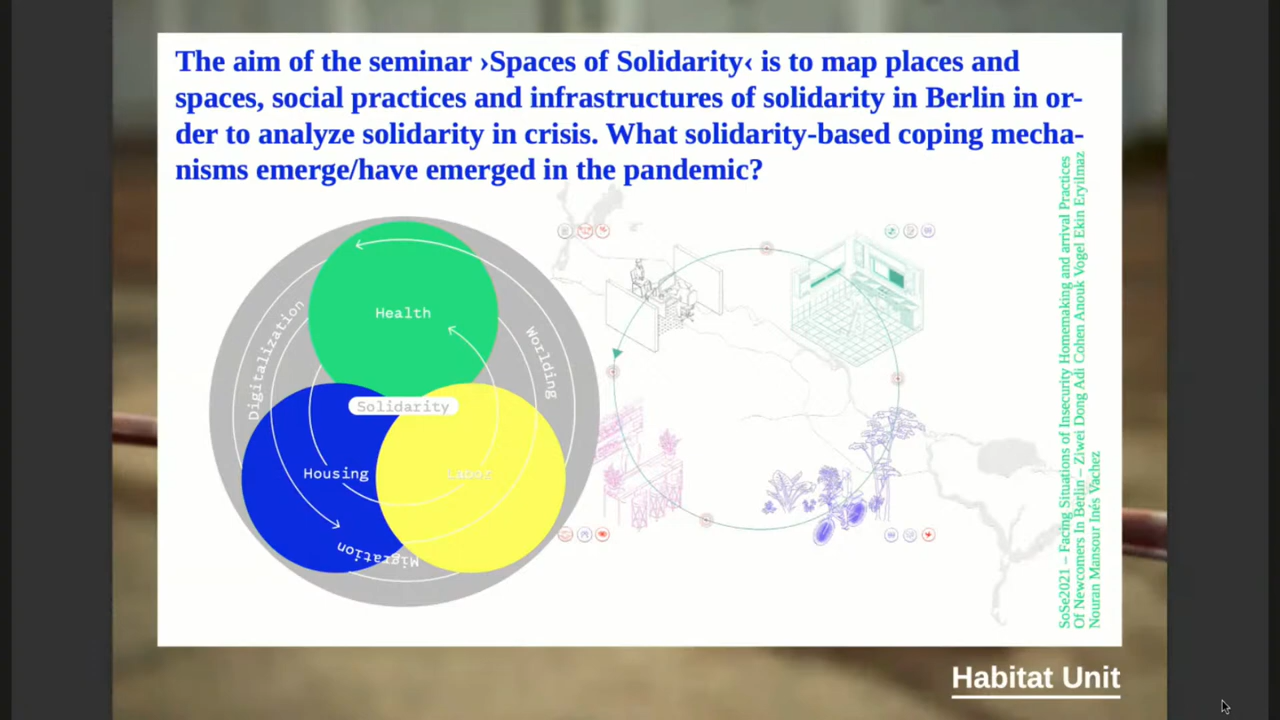 The aim of the seminar ›Spaces of Solidarity‹ is to map places and
spaces, social practices and infrastructures of solidarity in Berlin in or-
der to analyze solidarity in crisis. What solidarity-based coping mecha-
nisms emerge/have emerged in the pandemic?
Health
Digitalization
Worlding
Solidarity
Housing
Labor
Migration
SoSe2021 – Facing Situations of Insecurity Homemaking and arrival Practices
Of Newcomers In Berlin – Ziwei Dong Adi Cohen Anouk Vogel Ekin Eryilmaz
Nouran Mansour Inés Vachez
Habitat Unit